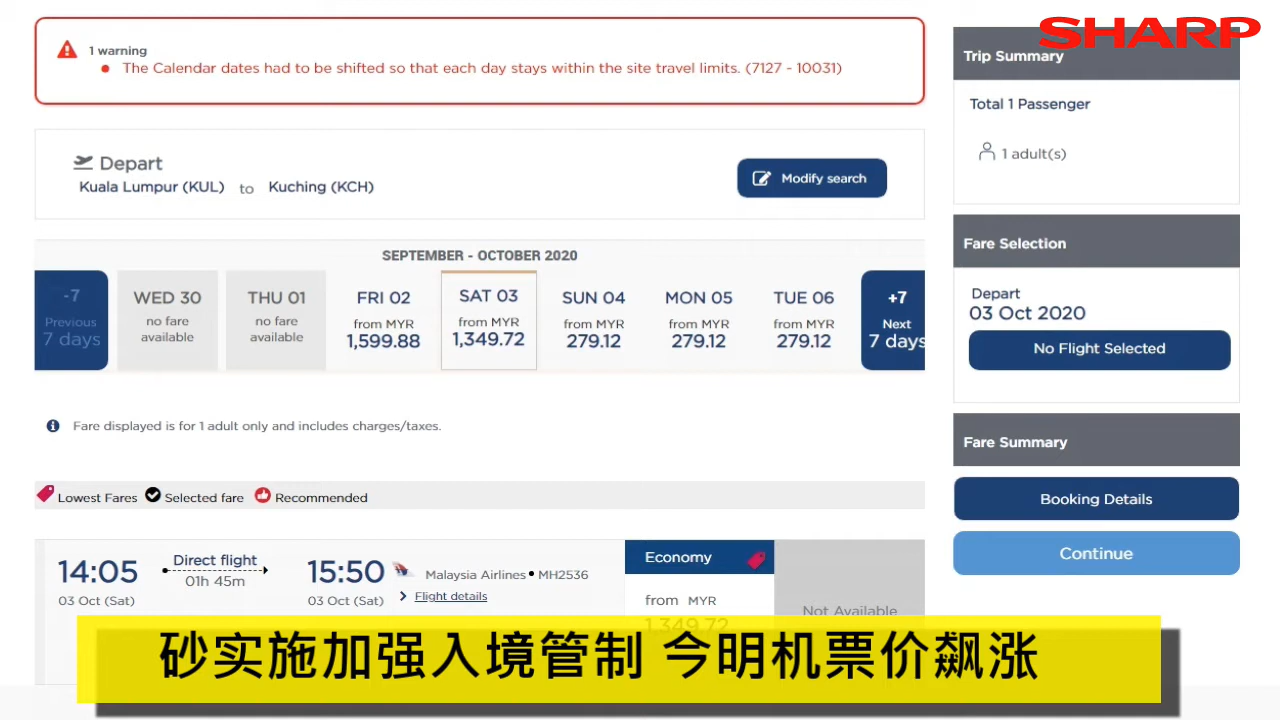 SHARP
1 warning
The Calendar dates had to be shifted so that each day stays within the site travel limits. (7127 - 10031)
Depart
Kuala Lumpur (KUL) to Kuching (KCH)
Modify search
SEPTEMBER - OCTOBER 2020
-7
Previous
7 days
WED 30
no fare
available
THU 01
no fare
available
FRI 02
from MYR
1,599.88
SAT 03
from MYR
1,349.72
SUN 04
from MYR
279.12
MON 05
from MYR
279.12
TUE 06
from MYR
279.12
+7
Next
7 days
Fare displayed is for 1 adult only and includes charges/taxes.
Lowest Fares Selected fare Recommended
14:05
03 Oct (Sat)
Direct flight
01h 45m
15:50
03 Oct (Sat)
Malaysia Airlines • MH2536
Flight details
Economy
from MYR
1,349.72
Not Available
Trip Summary
Total 1 Passenger
1 adult(s)
Fare Selection
Depart
03 Oct 2020
No Flight Selected
Fare Summary
Booking Details
Continue
砂实施加强入境管制 今明机票价飙涨